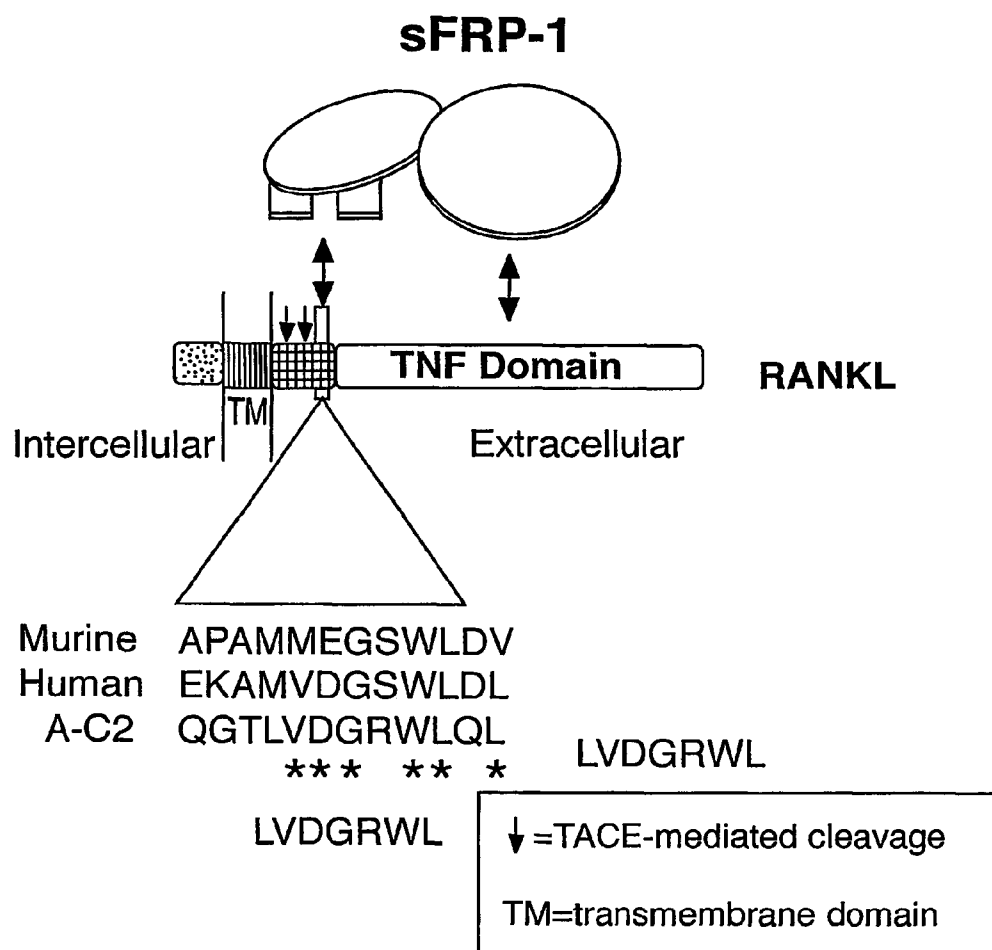 sFRP-1
TNF Domain
RANKL
TM
Intercellular
Extracellular
Murine APAMMEGSWLDV
Human EKAMVDGSWLDL
A-C2 QGTLVDGRWLQL
*** ** *
LVDGRWL
LVDGRWL
↓=TACE-mediated cleavage
TM=transmembrane domain